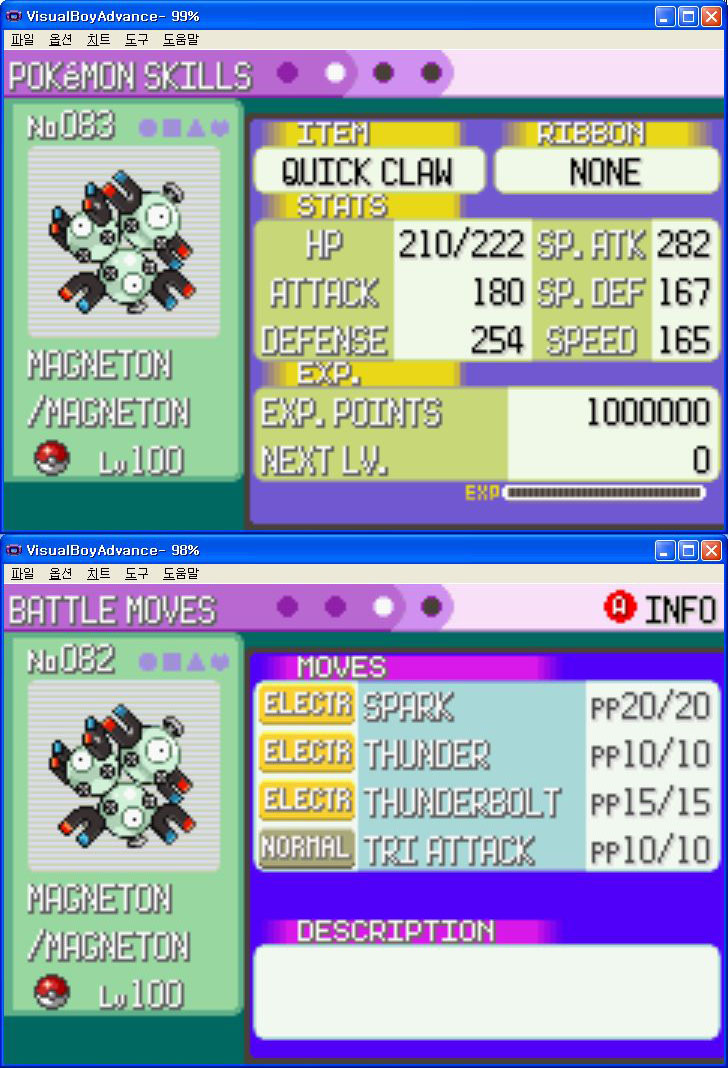 VisualBoyAdvance- 99%
파일 옵션 치트 도구 도움말
POKéMON SKILLS
No083
ITEM RIBBON
QUICK CLAW NONE
STATS
HP 210/222 SP. ATK 282
ATTACK 180 SP. DEF 167
DEFENSE 254 SPEED 165
MAGNETON
/MAGNETON
Lv100
EXP.
EXP. POINTS 1000000
NEXT LV. 0
EXP
VisualBoyAdvance- 98%
파일 옵션 치트 도구 도움말
BATTLE MOVES A INFO
No082
MOVES
ELECTR SPARK PP20/20
ELECTR THUNDER PP10/10
ELECTR THUNDERBOLT PP15/15
NORMAL TRI ATTACK PP10/10
MAGNETON
/MAGNETON
Lv100
DESCRIPTION